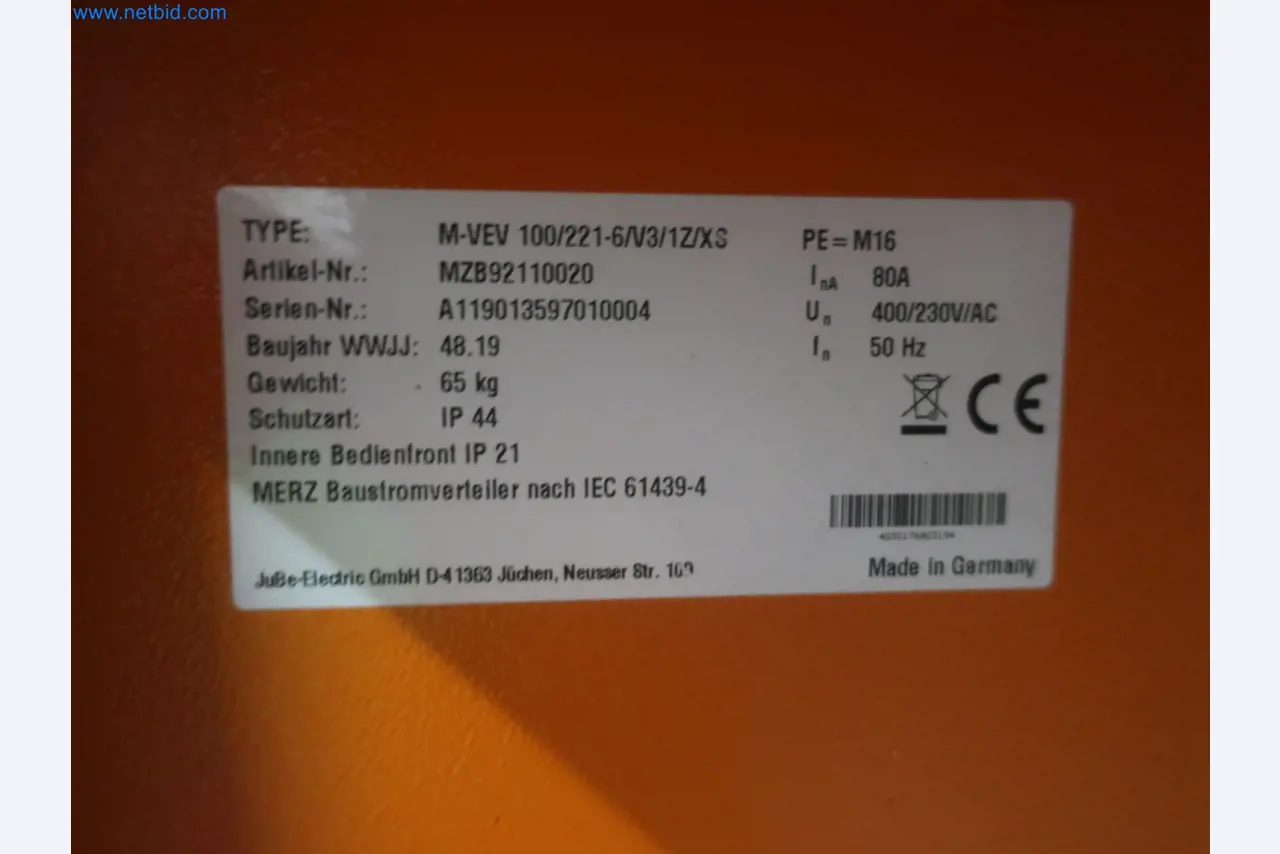 www.netbid.com
TYPE: M-VEV 100/221-6/V3/1Z/XS PE = M16
Artikel-Nr.: MZB92110020 InA 80A
Serien-Nr.: A119013597010004 Un 400/230V/AC
Baujahr WWJJ: 48.19 fn 50 Hz
Gewicht: 65 kg
Schutzart: IP 44
Innere Bedienfront IP 21
MERZ Baustromverteiler nach IEC 61439-4
CE
JuBe-Electric GmbH D-41363 Jüchen, Neusser Str.
Made in Germany